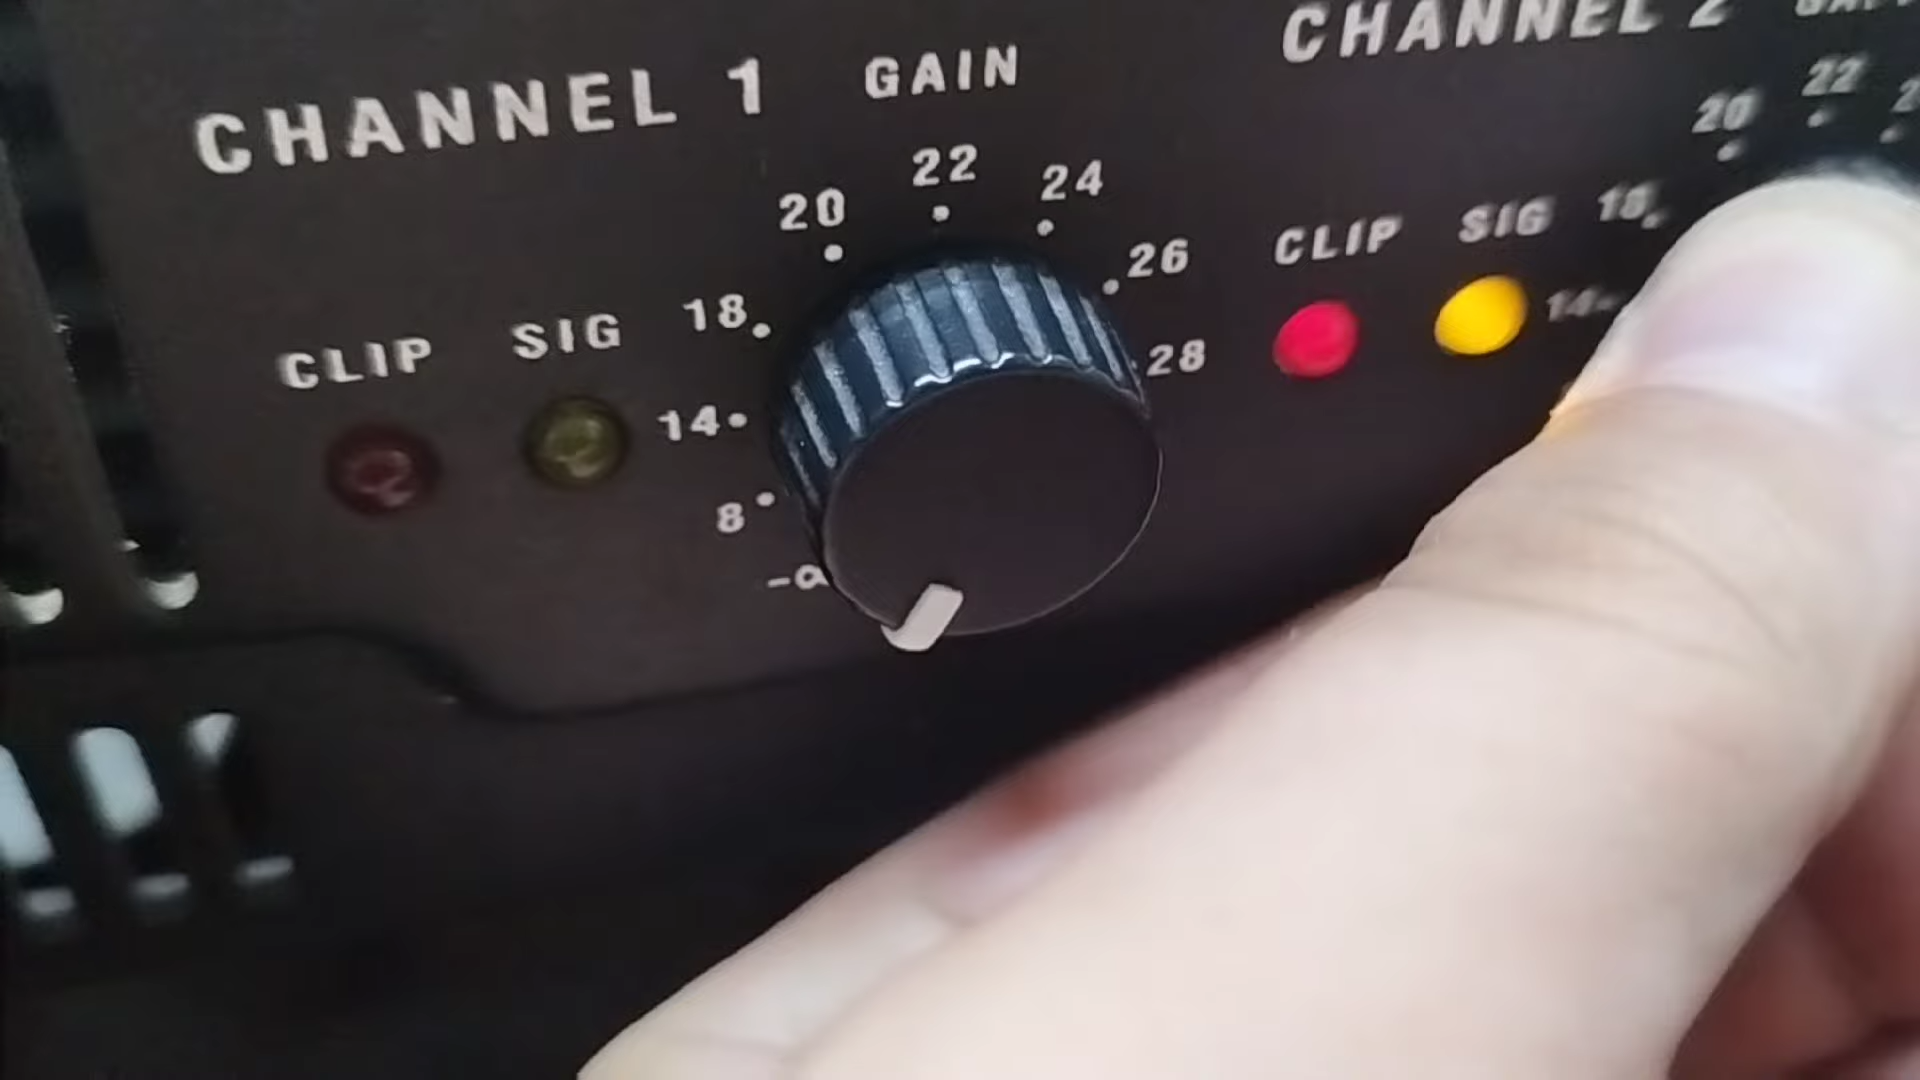 CHANNEL 1 GAIN
20 22 24
18 26
CLIP SIG 28
14
8
CHANNEL 2
20 22
CLIP SIG 18
14